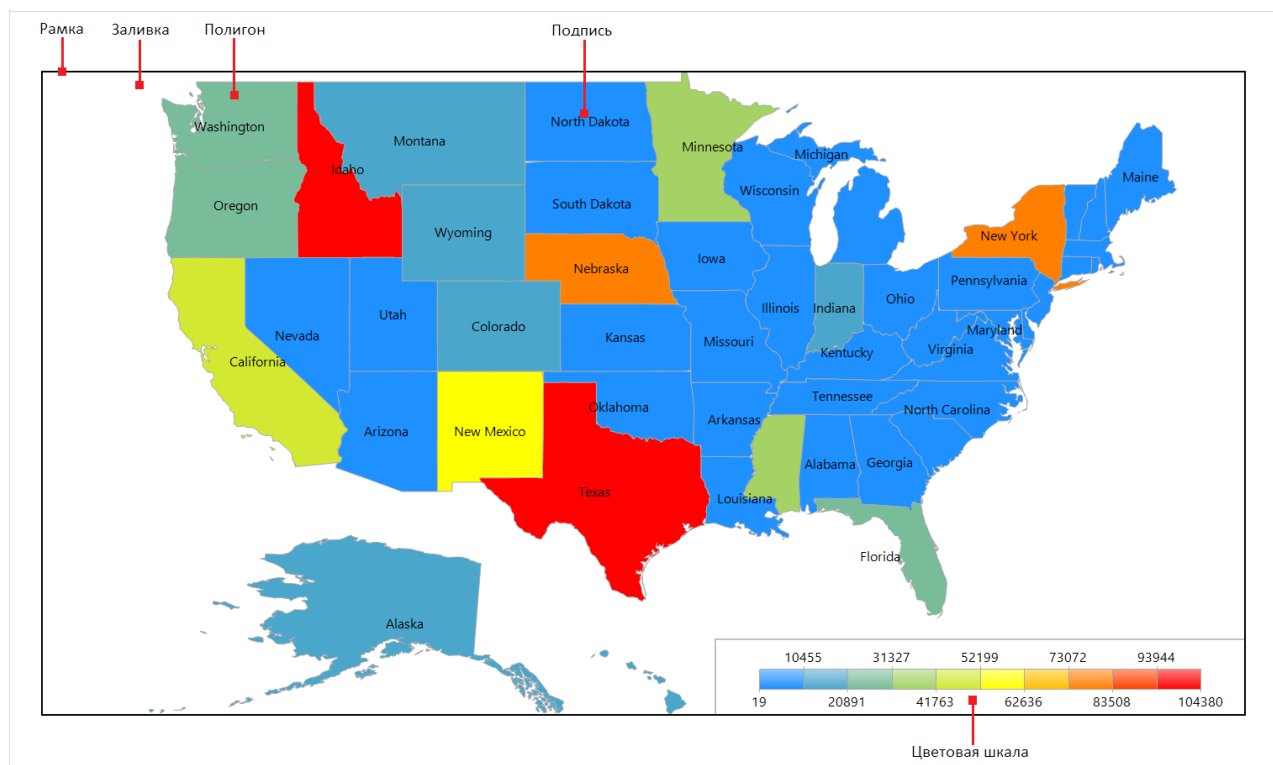 Рамка Заливка Полигон Подпись
Washington
Idaho
Montana
North Dakota
Minnesota
Michigan
Maine
Oregon
Wyoming
South Dakota
Wisconsin
New York
Nebraska
Iowa
Pennsylvania
Nevada
Utah
Colorado
Kansas
Illinois
Indiana
Ohio
Maryland
California
Missouri
Kentucky
Virginia
Arizona
New Mexico
Oklahoma
Arkansas
Tennessee
North Carolina
Texas
Louisiana
Alabama
Georgia
Florida
Alaska
10455 31327 52199 73072 93944
19 20891 41763 62636 83508 104380
Цветовая шкала